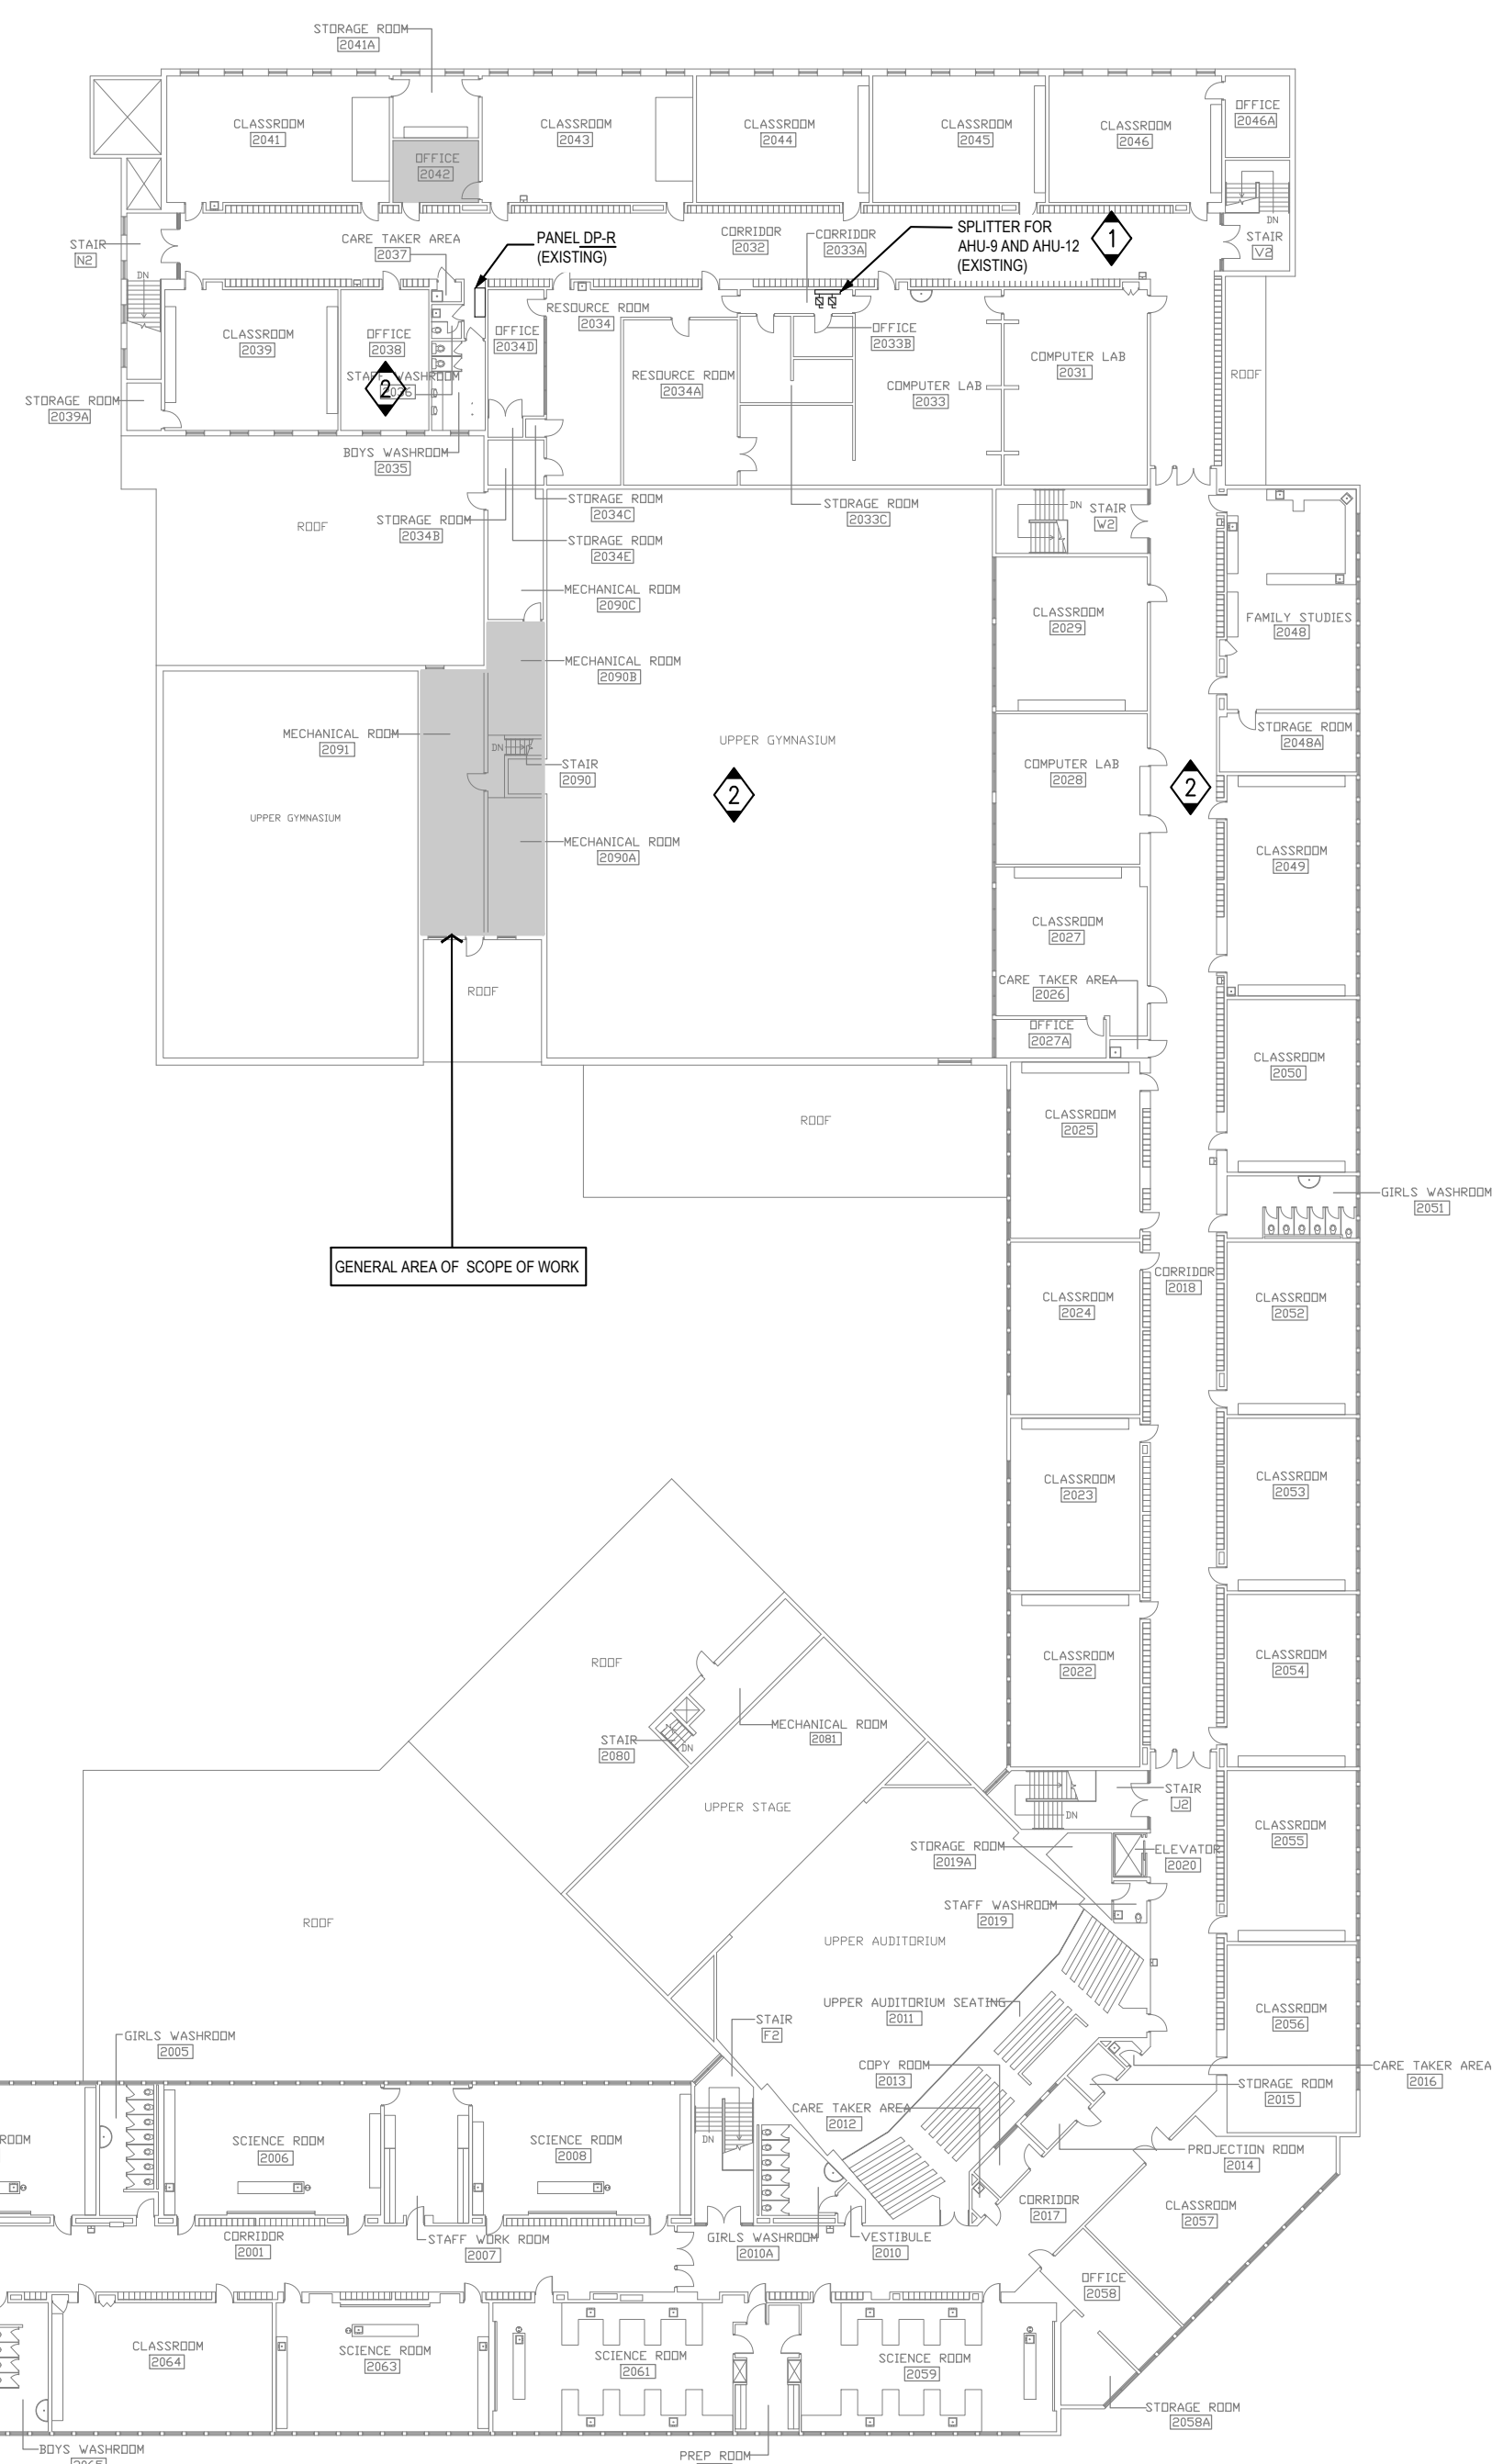 STORAGE ROOM
2041A
CLASSROOM
2041
OFFICE
2042
CLASSROOM
2043
CLASSROOM
2044
CLASSROOM
2045
CLASSROOM
2046
OFFICE
2046A
STAIR
N2
DN
CARE TAKER AREA
2037
PANEL DP-R
(EXISTING)
CORRIDOR
2032
CORRIDOR
2033A
SPLITTER FOR
AHU-9 AND AHU-12
(EXISTING)
1
DN
STAIR
V2
CLASSROOM
2039
OFFICE
2038
STAFF WASHROOM
2036
2
OFFICE
2034D
RESOURCE ROOM
2034
RESOURCE ROOM
2034A
OFFICE
2033B
COMPUTER LAB
2033
COMPUTER LAB
2031
ROOF
STORAGE ROOM
2039A
BOYS WASHROOM
2035
STORAGE ROOM
2034C
STORAGE ROOM
2033C
DN
STAIR
W2
ROOF
STORAGE ROOM
2034B
STORAGE ROOM
2034E
MECHANICAL ROOM
2090C
CLASSROOM
2029
FAMILY STUDIES
2048
MECHANICAL ROOM
2090B
MECHANICAL ROOM
2091
DN
STAIR
2090
UPPER GYMNASIUM
2
STORAGE ROOM
2048A
COMPUTER LAB
2028
2
UPPER GYMNASIUM
MECHANICAL ROOM
2090A
CLASSROOM
2049
CLASSROOM
2027
CARE TAKER AREA
2026
ROOF
OFFICE
2027A
CLASSROOM
2050
ROOF
CLASSROOM
2025
GIRLS WASHROOM
2051
GENERAL AREA OF SCOPE OF WORK
CORRIDOR
2018
CLASSROOM
2024
CLASSROOM
2052
CLASSROOM
2023
CLASSROOM
2053
ROOF
CLASSROOM
2022
CLASSROOM
2054
MECHANICAL ROOM
2081
STAIR
2080
DN
UPPER STAGE
STAIR
J2
DN
CLASSROOM
2055
STORAGE ROOM
2019A
ELEVATOR
2020
STAFF WASHROOM
2019
ROOF
UPPER AUDITORIUM
UPPER AUDITORIUM SEATING
2011
CLASSROOM
2056
STAIR
F2
GIRLS WASHROOM
2005
COPY ROOM
2013
CARE TAKER AREA
2016
STORAGE ROOM
2015
CARE TAKER AREA
2012
ROOM
SCIENCE ROOM
2006
SCIENCE ROOM
2008
DN
PROJECTION ROOM
2014
CORRIDOR
2017
CLASSROOM
2057
CORRIDOR
2001
STAFF WORK ROOM
2007
GIRLS WASHROOM
2010A
VESTIBULE
2010
OFFICE
2058
CLASSROOM
2064
SCIENCE ROOM
2063
SCIENCE ROOM
2061
SCIENCE ROOM
2059
STORAGE ROOM
2058A
BOYS WASHROOM
2065
PREP ROOM